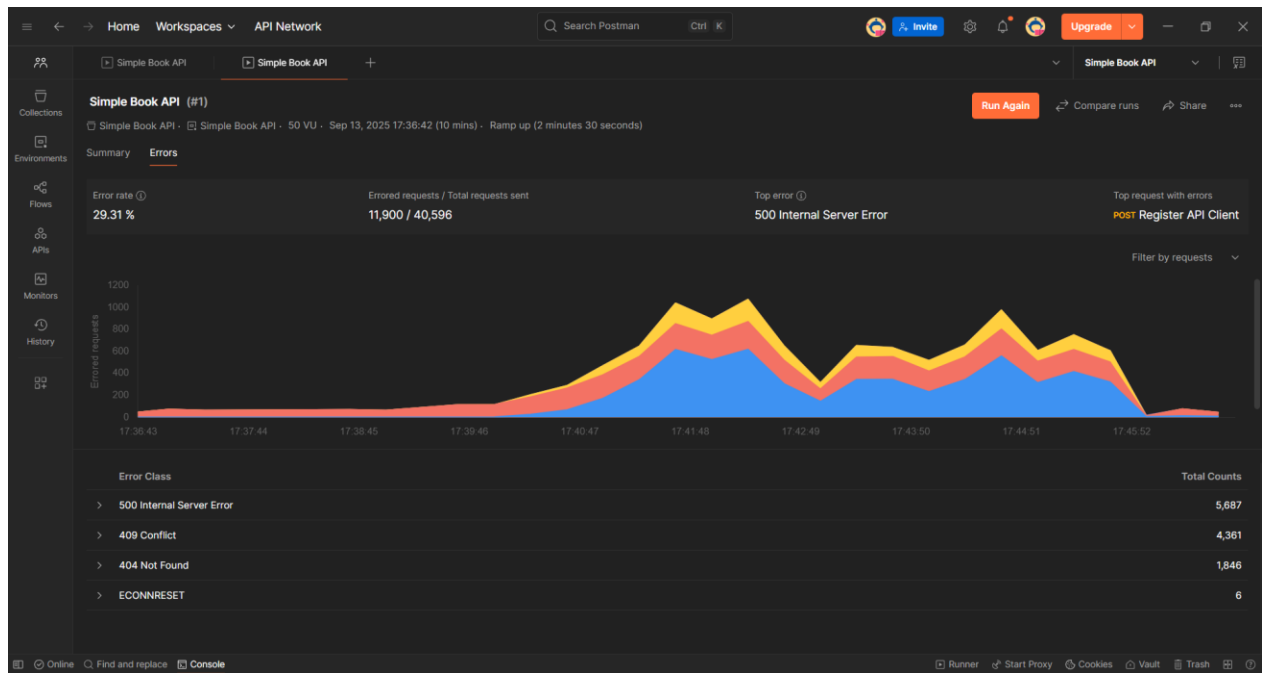 Home Workspaces API Network Search Postman Ctrl K Invite Upgrade
Simple Book API Simple Book API Simple Book API
Simple Book API (#1) Run Again Compare runs Share
Simple Book API · Simple Book API · 50 VU · Sep 13, 2025 17:36:42 (10 mins) · Ramp up (2 minutes 30 seconds)
Summary Errors
Collections
Environments
Flows
APIs
Monitors
History
Error rate Errored requests / Total requests sent Top error Top request with errors
29.31 % 11,900 / 40,596 500 Internal Server Error POST Register API Client
Filter by requests
Errored requests
1200
1000
800
600
400
200
0
17:36:43 17:37:44 17:38:45 17:39:46 17:40:47 17:41:48 17:42:49 17:43:50 17:44:51 17:45:52
Error Class Total Counts
500 Internal Server Error 5,687
409 Conflict 4,361
404 Not Found 1,846
ECONNRESET 6
Online Find and replace Console Runner Start Proxy Cookies Vault Trash